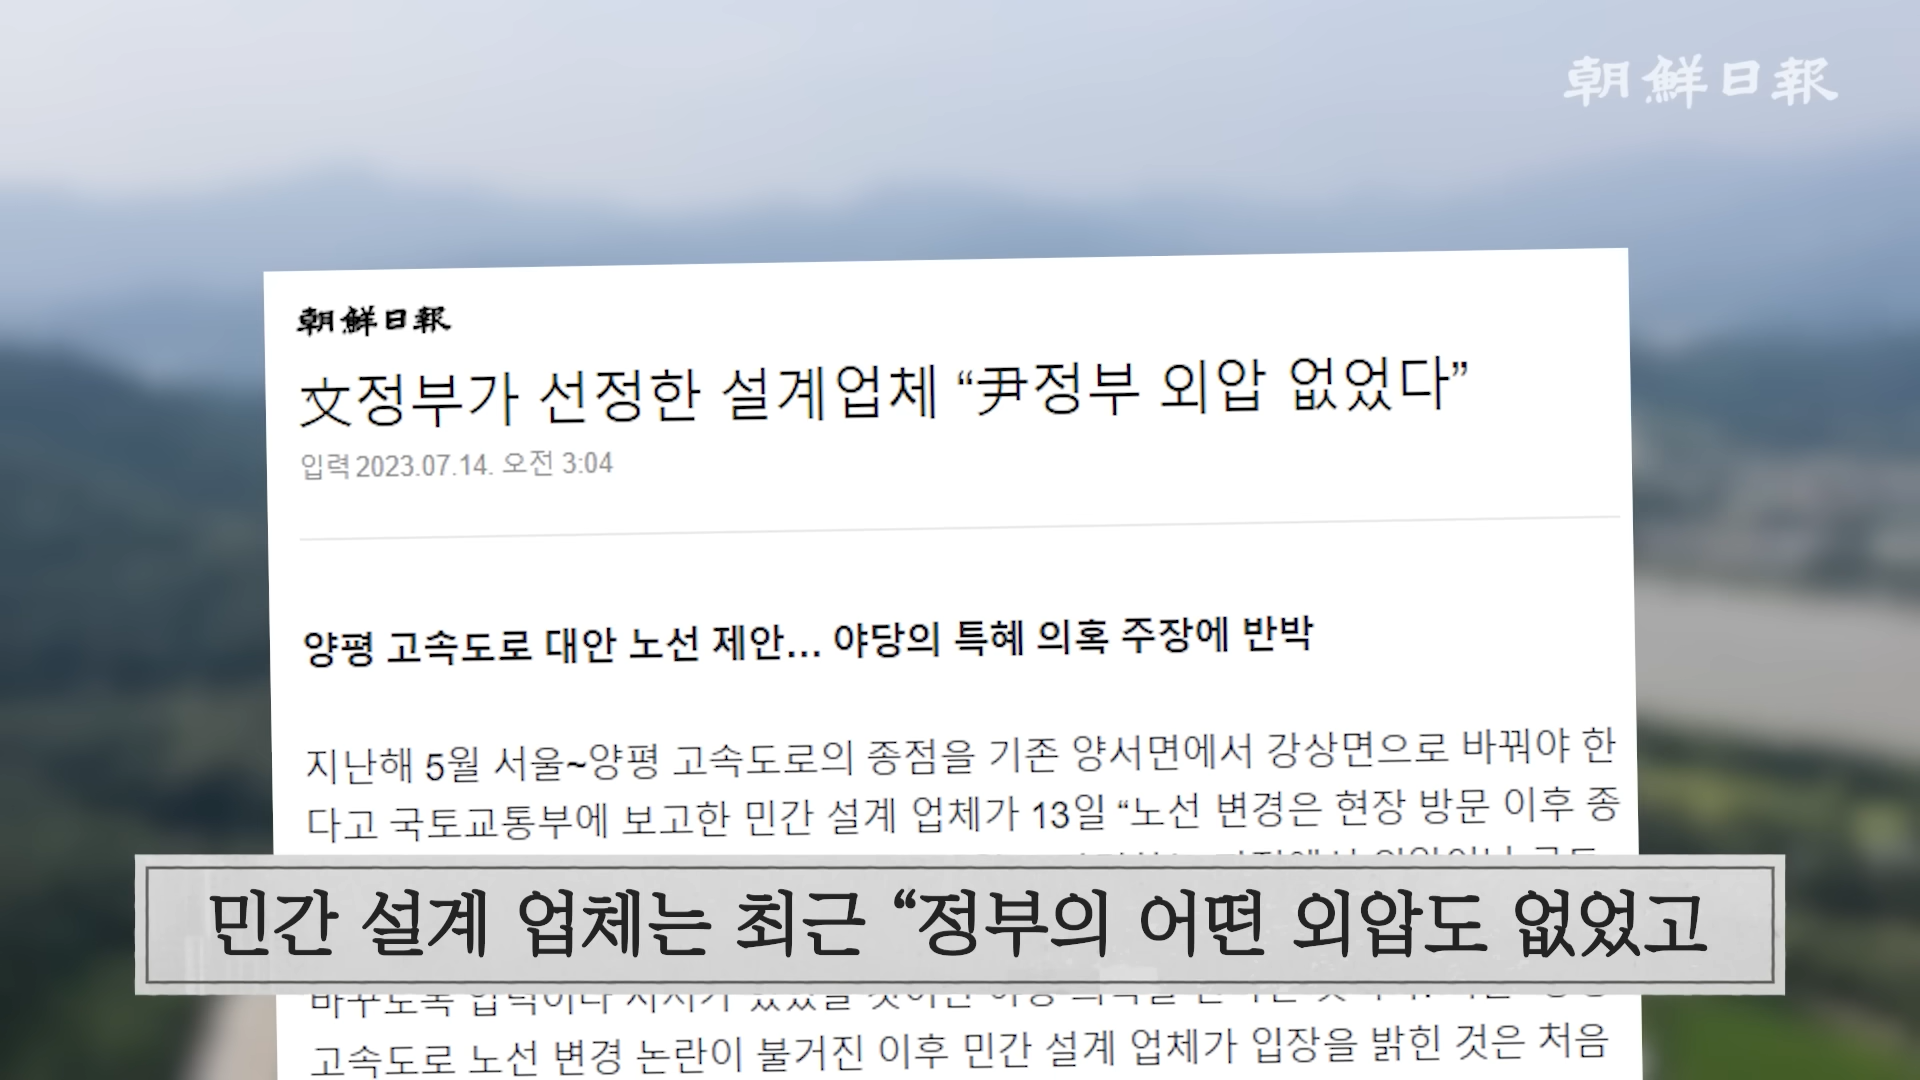 朝鮮日報
朝鮮日報
文정부가 선정한 설계업체 “尹정부 외압 없었다”
입력 2023.07.14. 오전 3:04
양평 고속도로 대안 노선 제안... 야당의 특혜 의혹 주장에 반박
지난해 5월 서울~양평 고속도로의 종점을 기존 양서면에서 강상면으로 바꿔야 한
다고 국토교통부에 보고한 민간 설계 업체가 13일 “노선 변경은 현장 방문 이후 종
민간 설계 업체는 최근 “정부의 어떤 외압도 없었고
고속도로 노선 변경 논란이 불거진 이후 민간 설계 업체가 입장을 밝힌 것은 처음